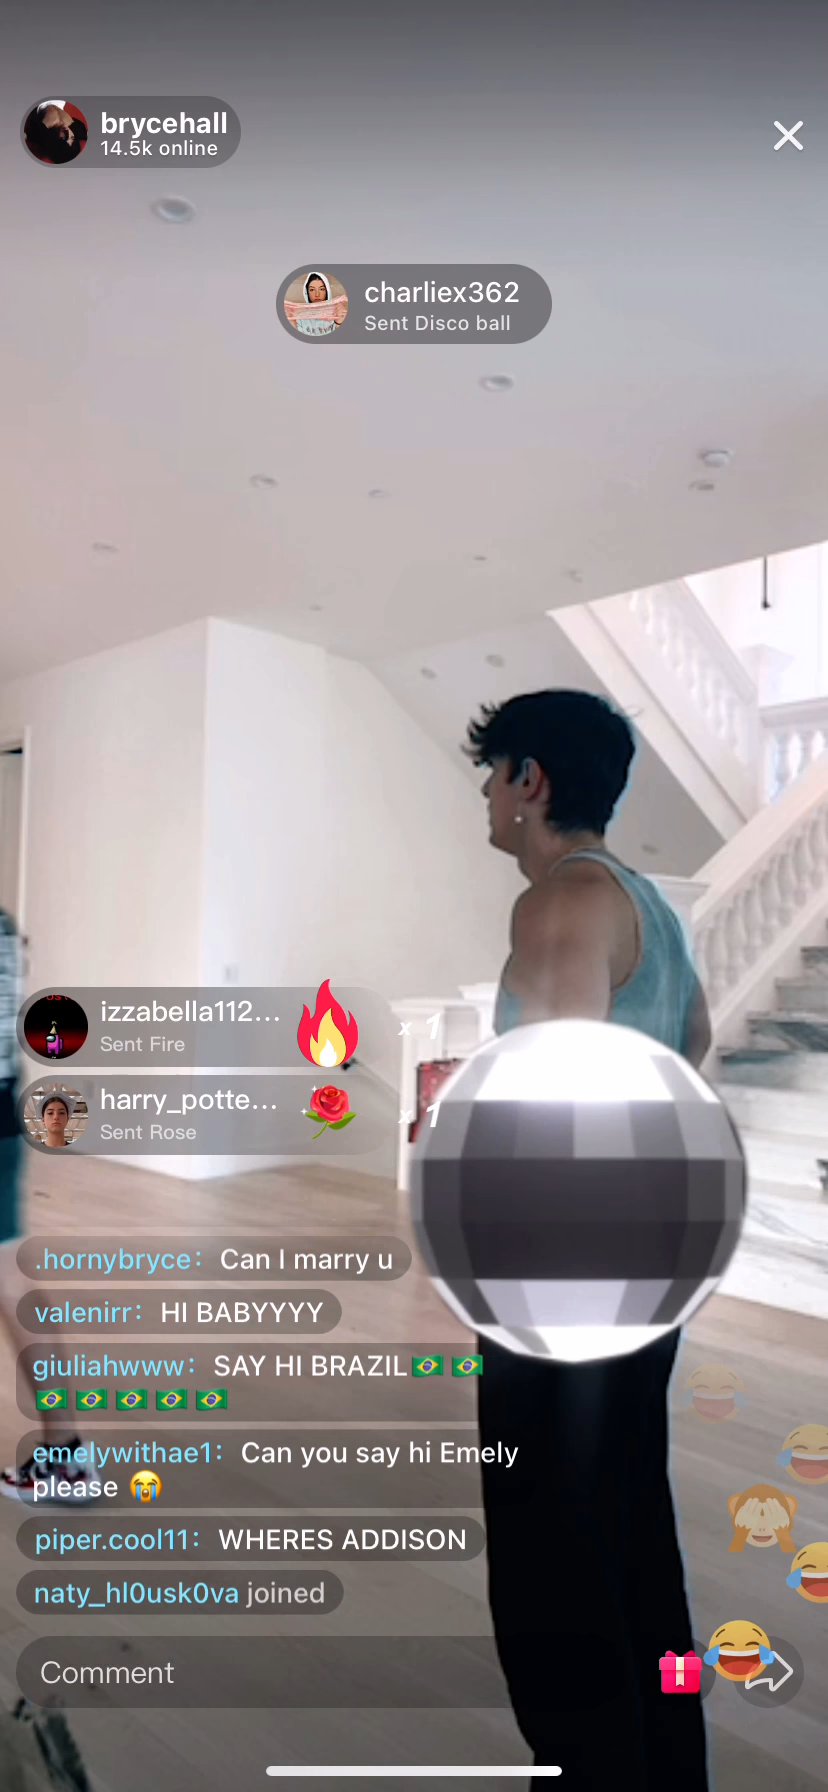 brycehall
14.5k online
charliex362
Sent Disco ball
izzabella112...
Sent Fire
x 1
harry_potte...
Sent Rose
x 1
.hornybryce: Can I marry u
valenirr: HI BABYYYY
giuliahwww: SAY HI BRAZIL🇧🇷 🇧🇷
🇧🇷 🇧🇷 🇧🇷 🇧🇷 🇧🇷
emelywithae1: Can you say hi Emely
please 😭
piper.cool11: WHERES ADDISON
naty_hl0usk0va joined
Comment